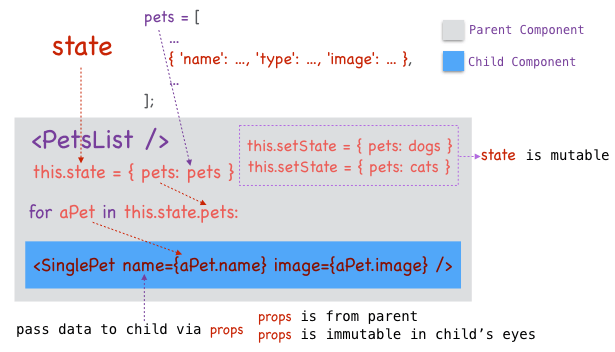 pets = [
...
{ 'name': ..., 'type': ..., 'image': ... },
...
];
state
Parent Component
Child Component
<PetsList />
this.state = { pets: pets }
this.setState = { pets: dogs }
this.setState = { pets: cats }
state is mutable
for aPet in this.state.pets:
<SinglePet name={aPet.name} image={aPet.image} />
pass data to child via props
props is from parent
props is immutable in child's eyes